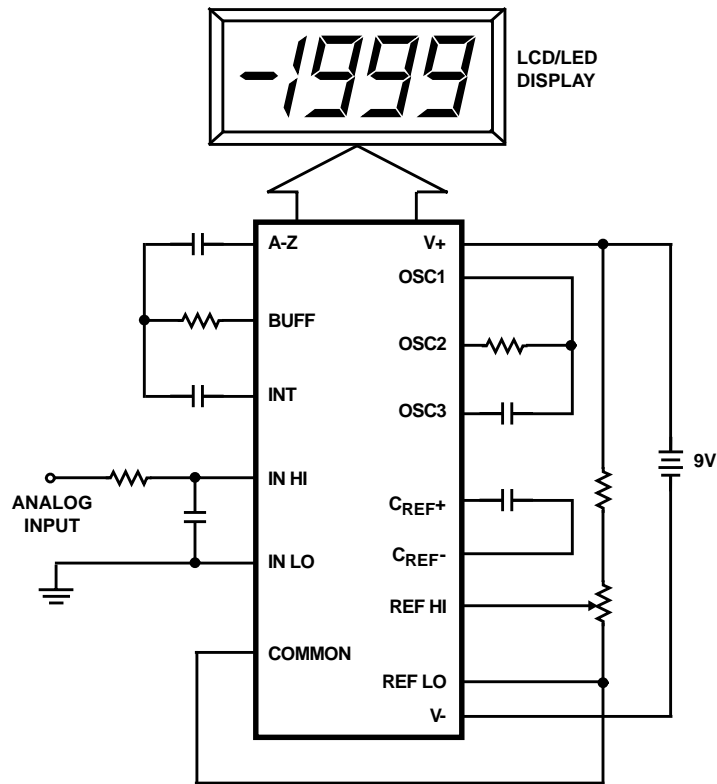 -1999
LCD/LED
DISPLAY
A-Z
BUFF
INT
IN HI
ANALOG
INPUT
IN LO
COMMON
V+
OSC1
OSC2
OSC3
CREF+
CREF-
REF HI
REF LO
V-
9V